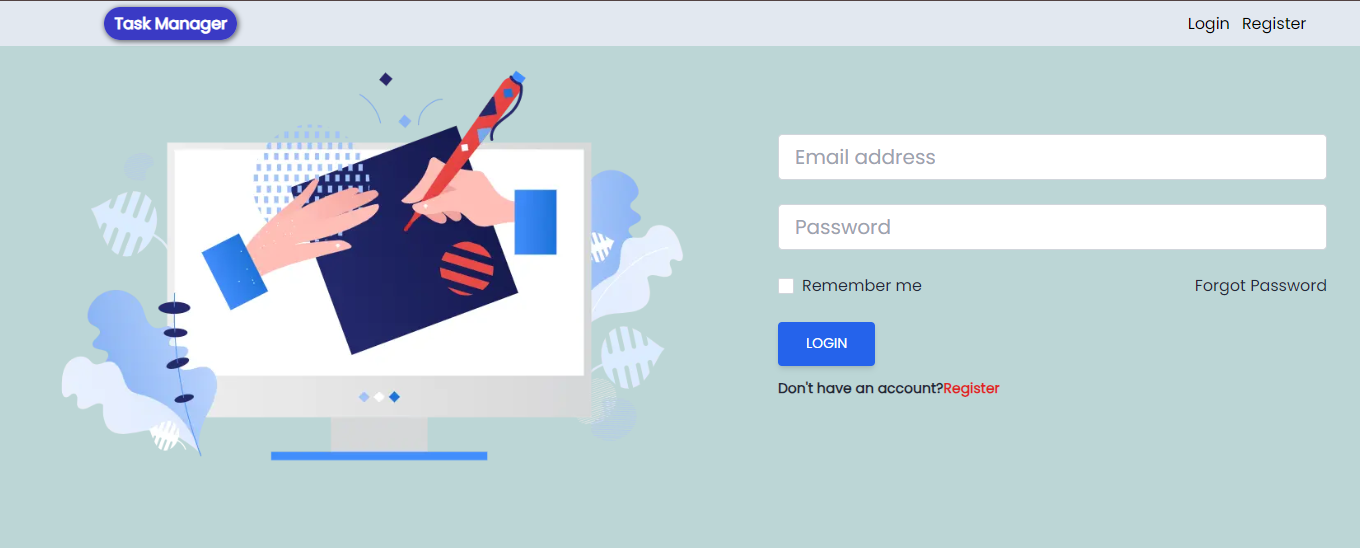 Task Manager
Login Register
Email address
Password
Remember me Forgot Password
LOGIN
Don't have an account?Register